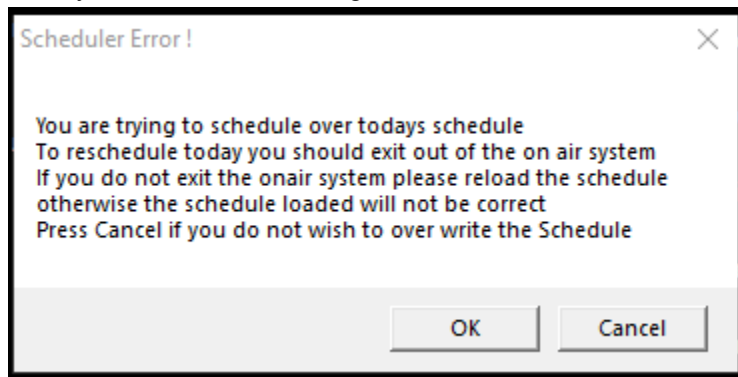 Scheduler Error !
You are trying to schedule over todays schedule
To reschedule today you should exit out of the on air system
If you do not exit the onair system please reload the schedule
otherwise the schedule loaded will not be correct
Press Cancel if you do not wish to over write the Schedule
OK
Cancel